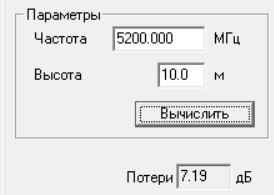 Параметры
Частота 5200.000 МГц
Высота 10.0 м
Вычислить
Потери 7.19 дБ